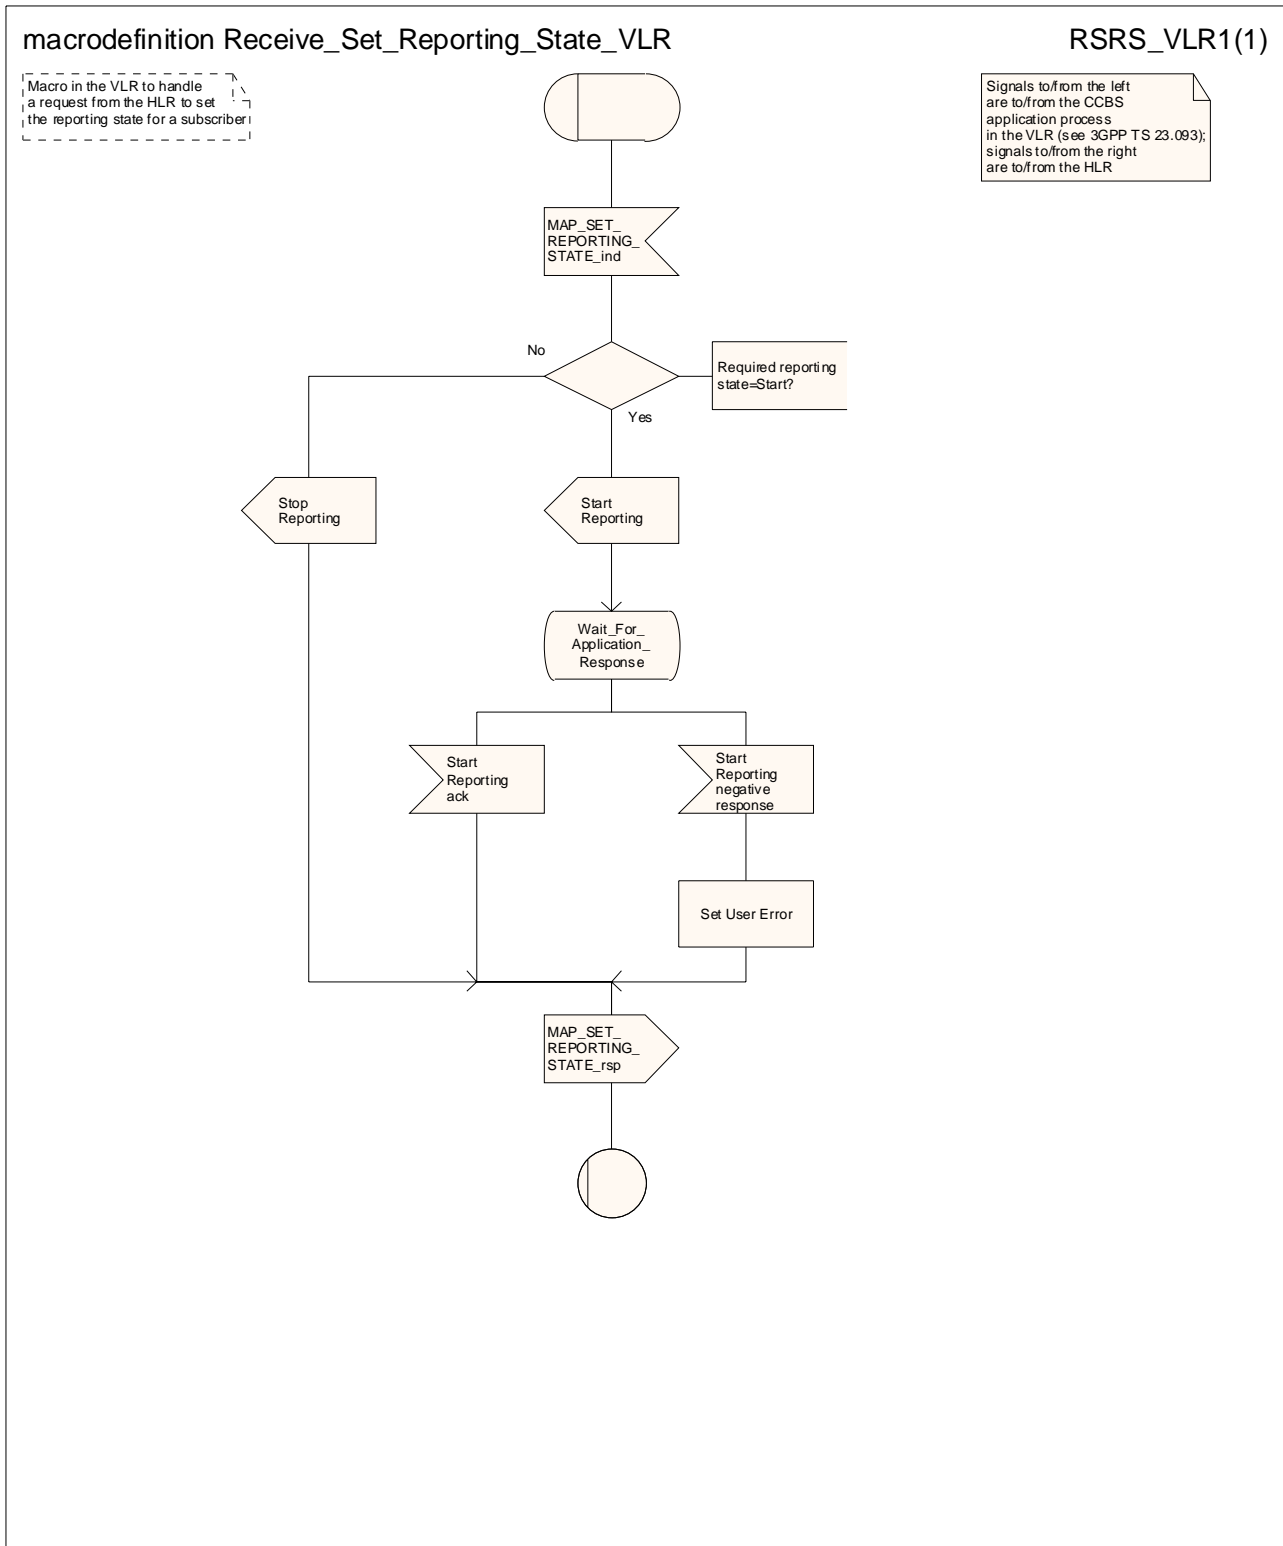 macrodefinition Receive_Set_Reporting_State_VLR
RSRS_VLR1(1)
Macro in the VLR to handle
a request from the HLR to set
the reporting state for a subscriber
Signals to/from the left
are to/from the CCBS
application process
in the VLR (see 3GPP TS 23.093);
signals to/from the right
are to/from the HLR
MAP_SET_
REPORTING_
STATE_ind
No
Required reporting
state=Start?
Yes
Stop
Reporting
Start
Reporting
Wait_For_
Application_
Response
Start
Reporting
ack
Start
Reporting
negative
response
Set User Error
MAP_SET_
REPORTING_
STATE_rsp